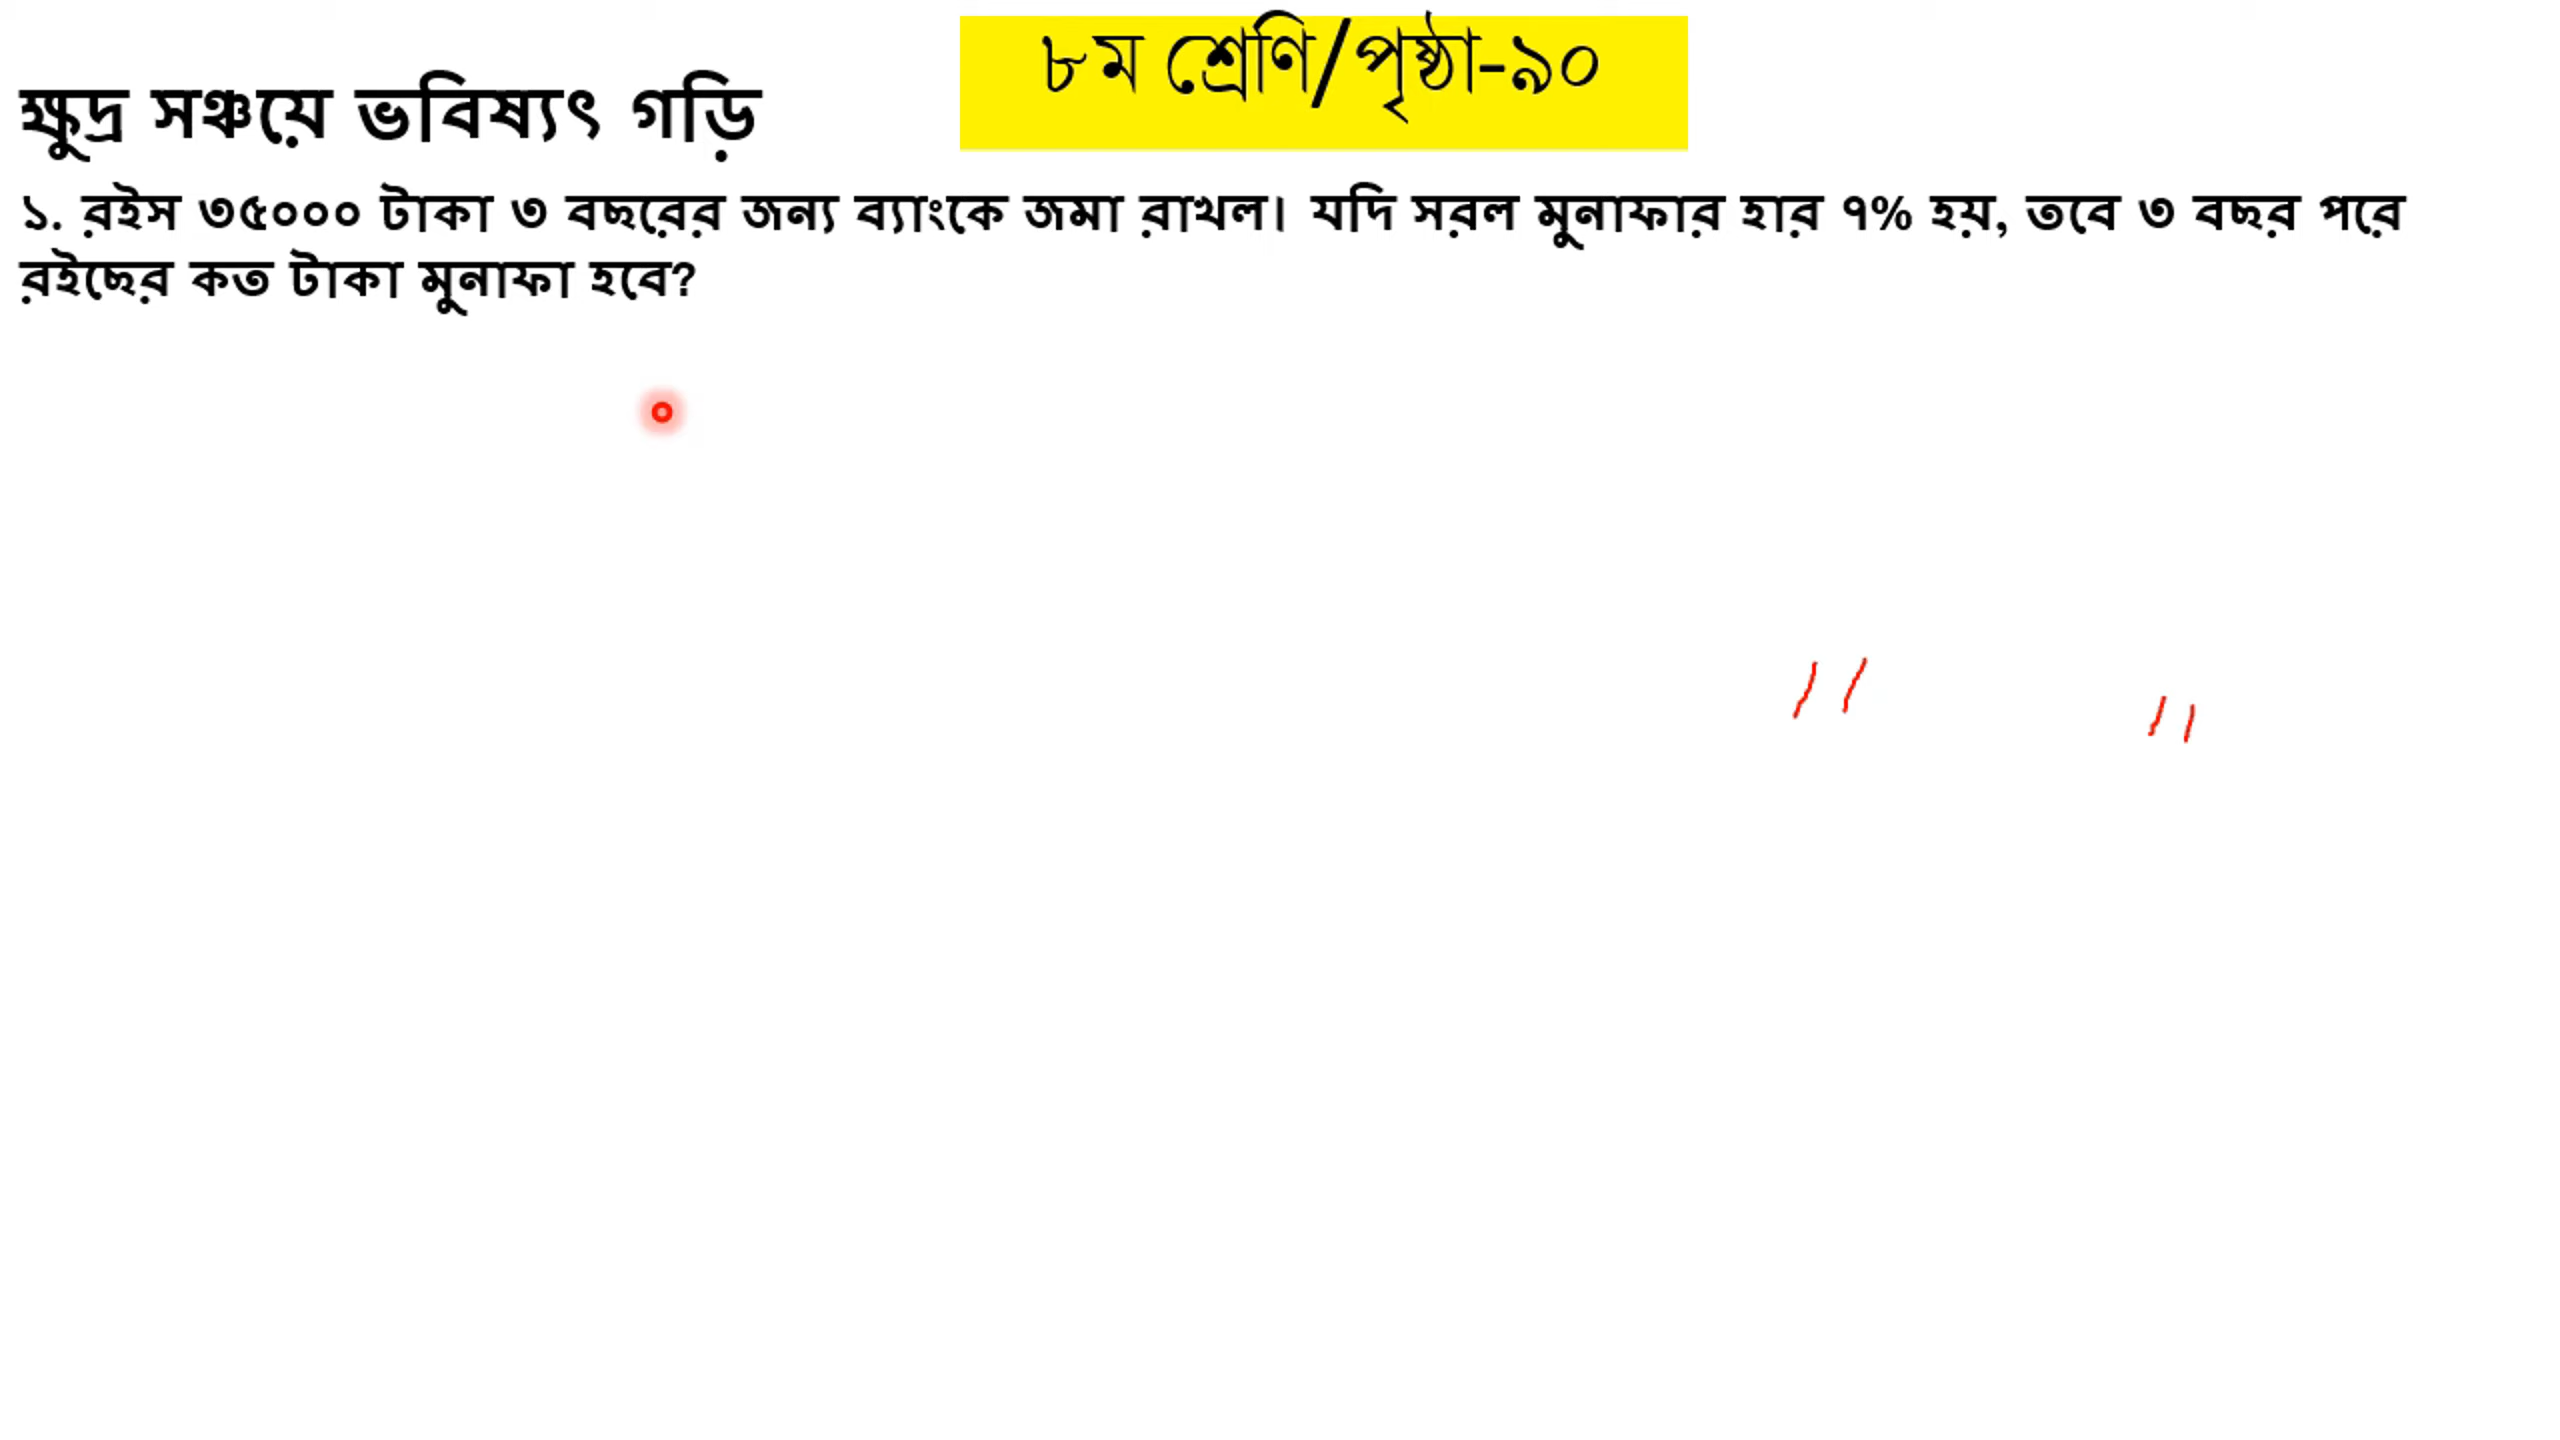 ৮ম শ্রেণি/পৃষ্ঠা-৯০
ক্ষুদ্র সঞ্চয়ে ভবিষ্যৎ গড়ি
১. রইস ৩৫০০০ টাকা ৩ বছরের জন্য ব্যাংকে জমা রাখল। যদি সরল মুনাফার হার ৭% হয়, তবে ৩ বছর পরে
রইছের কত টাকা মুনাফা হবে?